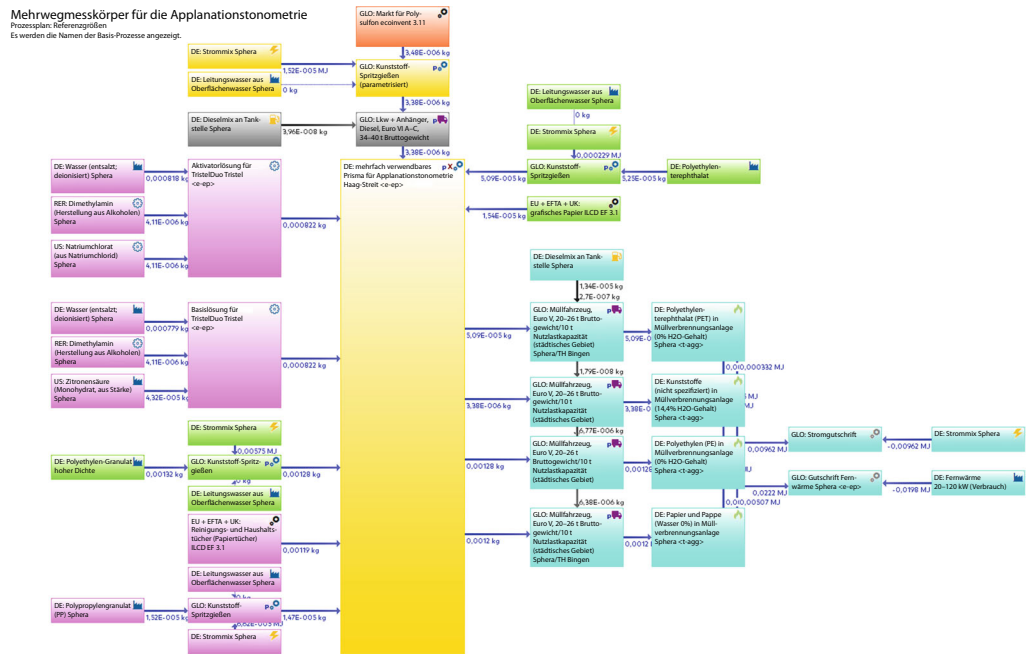 Mehrwegmesskörper für die Applanationstonometrie
Prozessplan: Referenzgrößen
Es werden die Namen der Basis-Prozesse angezeigt.
GLO: Markt für Poly-
sulfon ecoinvent 3.11
3,48E-006 kg
DE: Strommix Sphera
1,52E-005 MJ
DE: Leitungswasser aus
Oberflächenwasser Sphera
0 kg
GLO: Kunststoff-
Spritzgießen
(parametrisiert)
3,38E-006 kg
DE: Dieselmix an Tank-
stelle Sphera
3,96E-008 kg
GLO: Lkw + Anhänger,
Diesel, Euro VI A–C,
34–40 t Bruttogewicht
3,38E-006 kg
DE: Leitungswasser aus
Oberflächenwasser Sphera
0 kg
DE: Strommix Sphera
0,000229 MJ
GLO: Kunststoff-
Spritzgießen
5,09E-005 kg
DE: Polyethylen-
terephthalat
5,25E-005 kg
EU + EFTA + UK:
grafisches Papier ILCD EF 3.1
1,54E-005 kg
DE: Wasser (entsalzt;
deionisiert) Sphera
0,000818 kg
RER: Dimethylamin
(Herstellung aus Alkoholen)
Sphera
4,11E-006 kg
US: Natriumchlorat
(aus Natriumchlorid)
Sphera
4,11E-006 kg
Aktivatorlösung für
TristelDuo Tristel
<e-ep>
0,000822 kg
DE: mehrfach verwendbares
Prisma für Applanationstonometrie
Haag-Streit <e-ep>
DE: Wasser (entsalzt;
deionisiert) Sphera
0,000779 kg
RER: Dimethylamin
(Herstellung aus Alkoholen)
Sphera
4,11E-006 kg
US: Zitronensäure
(Monohydrat, aus Stärke)
Sphera
4,32E-005 kg
Basislösung für
TristelDuo Tristel
<e-ep>
0,000822 kg
DE: Strommix Sphera
0,00575 MJ
DE: Polyethylen-Granulat
hoher Dichte
0,00132 kg
GLO: Kunststoff-Spritz-
gießen
0,00128 kg
0 kg
DE: Leitungswasser aus
Oberflächenwasser Sphera
EU + EFTA + UK:
Reinigungs- und Haushalts-
tücher (Papiertücher)
ILCD EF 3.1
0,00119 kg
DE: Leitungswasser aus
Oberflächenwasser Sphera
0 kg
DE: Polypropylengranulat
(PP) Sphera
1,52E-005 kg
GLO: Kunststoff-
Spritzgießen
1,47E-005 kg
DE: Strommix Sphera
DE: Dieselmix an Tank-
stelle Sphera
1,34E-005 kg
2,7E-007 kg
GLO: Müllfahrzeug,
Euro V, 20–26 t Brutto-
gewicht/10 t
Nutzlastkapazität
(städtisches Gebiet)
Sphera/TH Bingen
5,09E-005 kg
5,09E-0
DE: Polyethylen-
terephthalat (PET) in
Müllverbrennungsanlage
(0% H2O-Gehalt)
Sphera <t-agg>
1,79E-008 kg
GLO: Müllfahrzeug,
Euro V, 20–26 t Brutto-
gewicht/10 t
Nutzlastkapazität
(städtisches Gebiet)
3,38E-006 kg
3,38E-0
DE: Kunststoffe
(nicht spezifiziert) in
Müllverbrennungsanlage
(14,4% H2O-Gehalt)
Sphera <t-agg>
MJ
MJ
6,77E-006 kg
GLO: Müllfahrzeug,
Euro V, 20–26 t
Bruttogewicht/10 t
Nutzlastkapazität
(städtisches Gebiet)
0,00128 kg
0,00128
DE: Polyethylen (PE) in
Müllverbrennungsanlage
(0% H2O-Gehalt)
Sphera <t-agg>
0,00962 MJ
GLO: Stromgutschrift
-0,00962 MJ
DE: Strommix Sphera
0,0222 MJ
GLO: Gutschrift Fern-
wärme Sphera <e-ep>
-0,0198 MJ
DE: Fernwärme
20–120 kW (Verbrauch)
6,38E-006 kg
GLO: Müllfahrzeug,
Euro V, 20–26 t Brutto-
gewicht/10 t
Nutzlastkapazität
(städtisches Gebiet)
Sphera/TH Bingen
0,0012 kg
0,0012
DE: Papier und Pappe
(Wasser 0%) in Müll-
verbrennungsanlage
Sphera <t-agg>